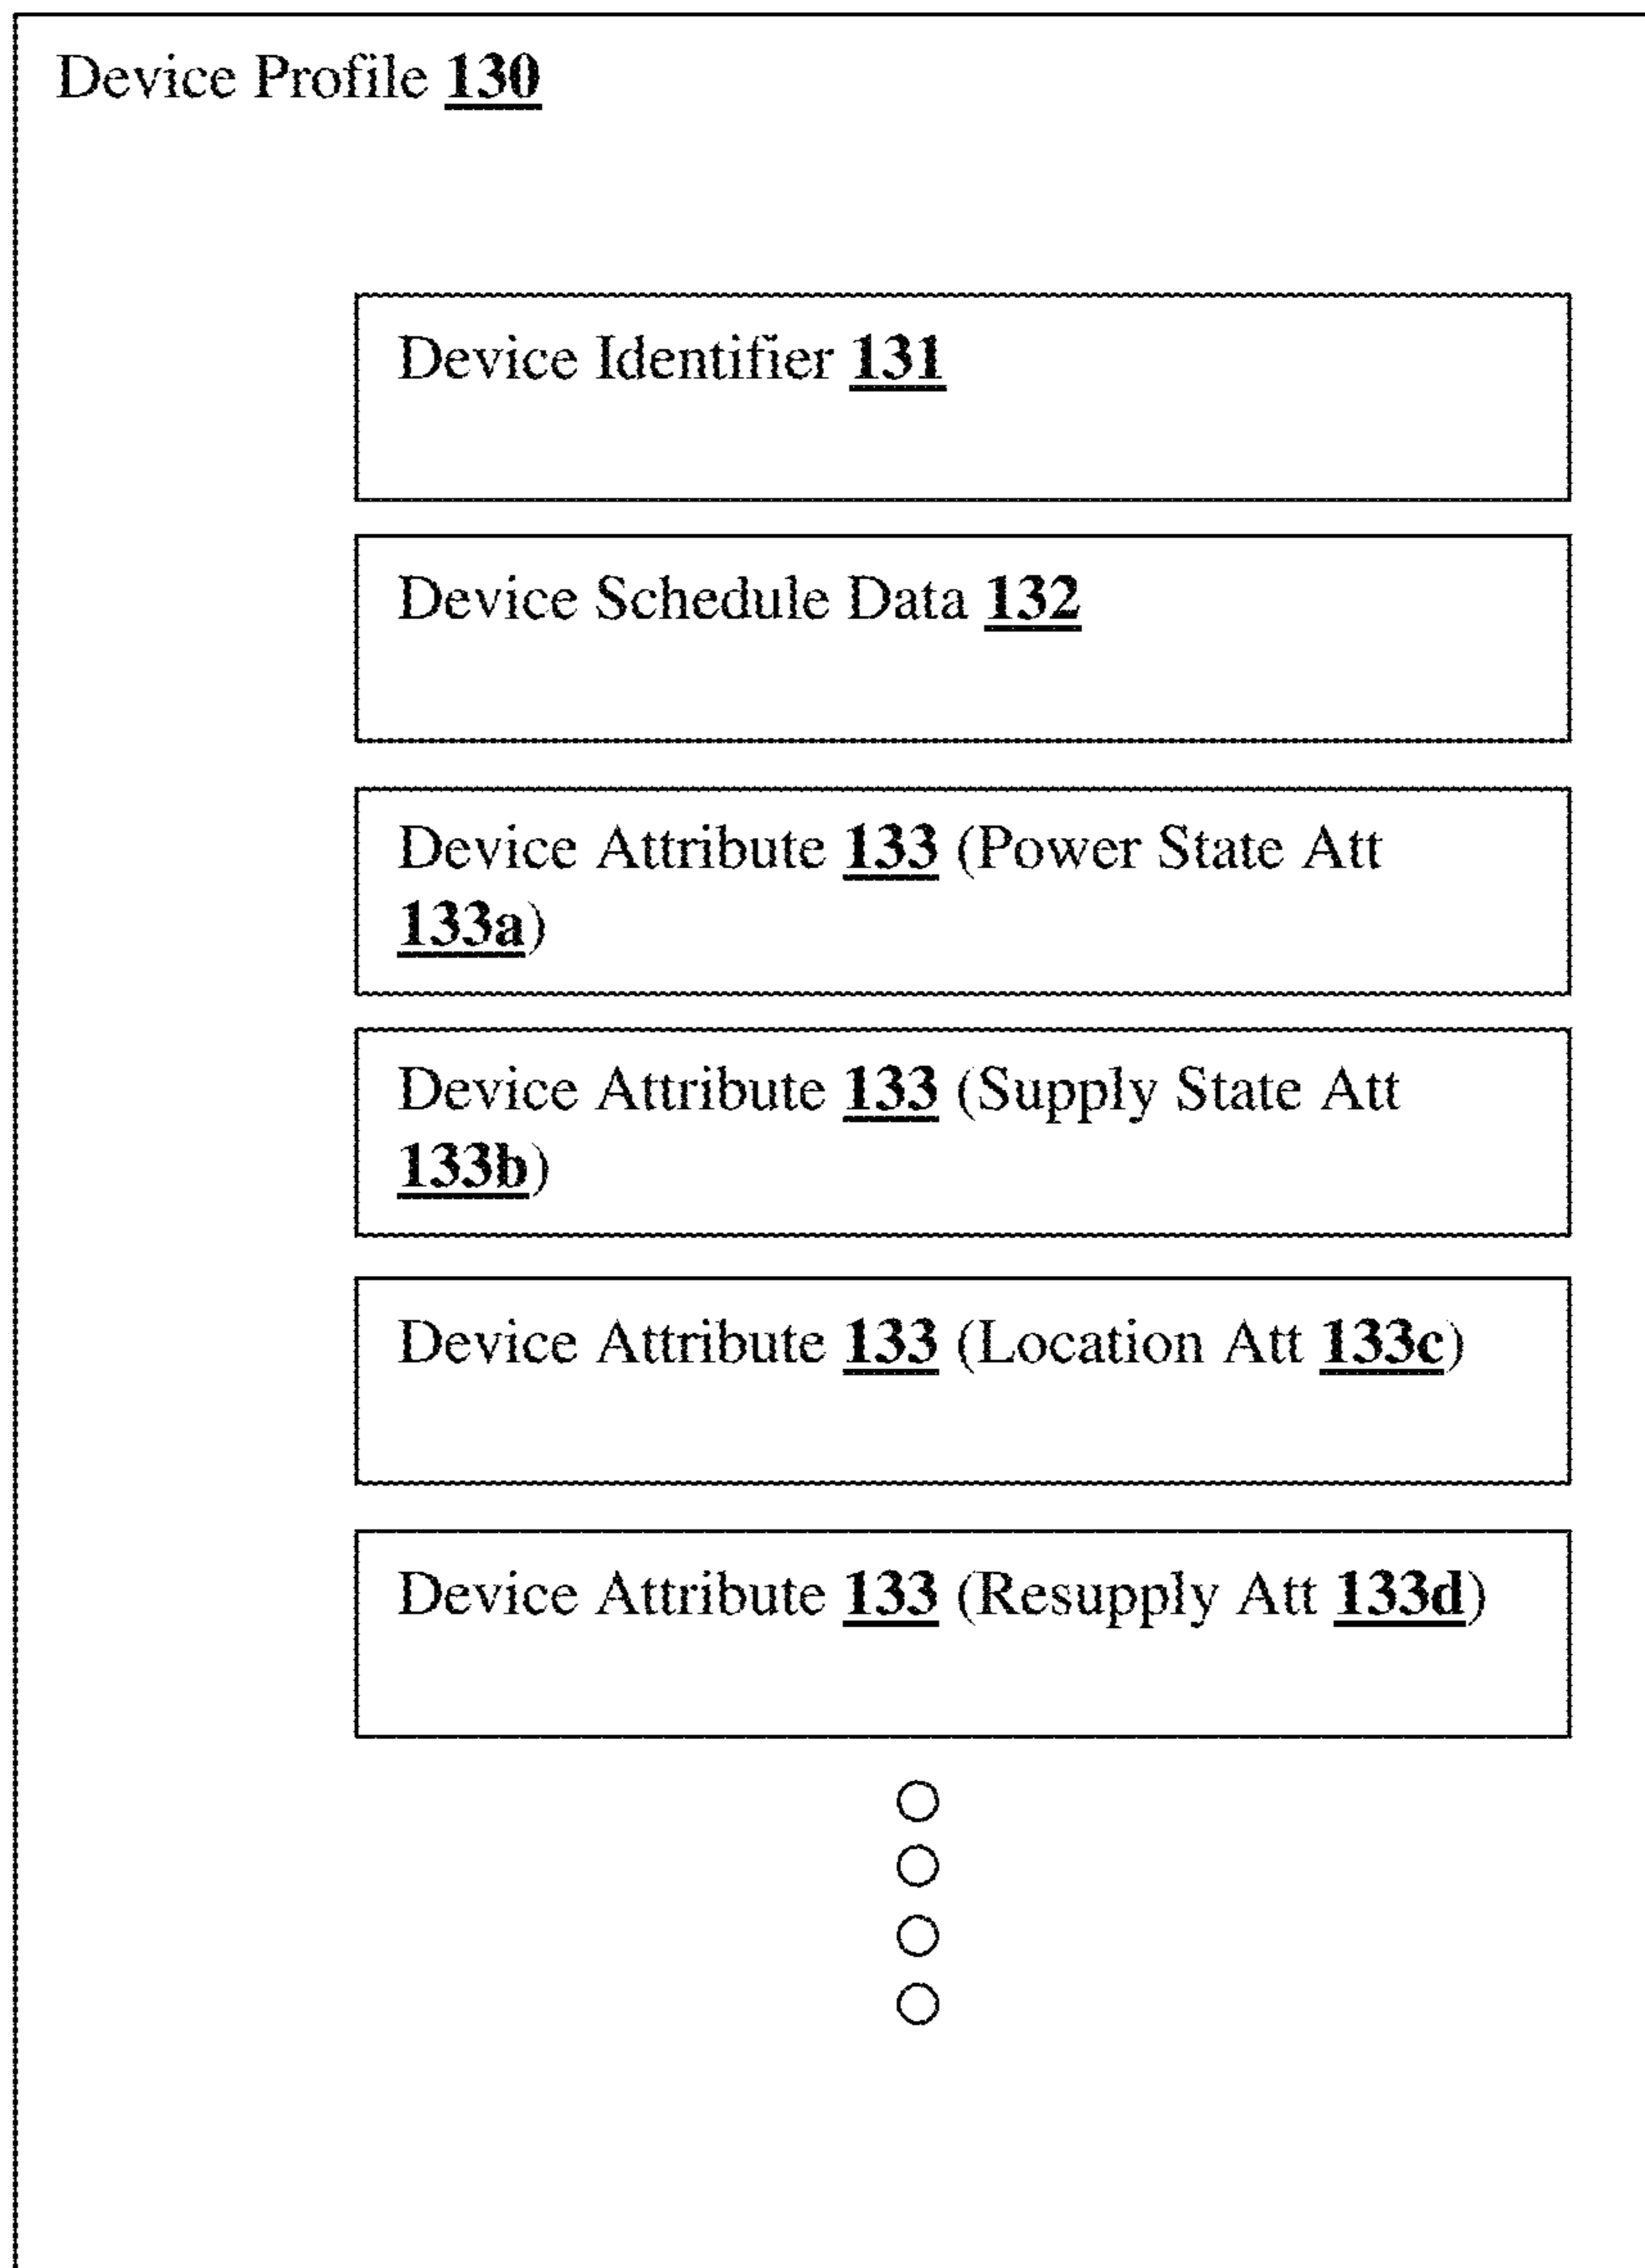 Device Profile 130
Device Identifier 131
Device Schedule Data 132
Device Attribute 133 (Power State Att
133a)
Device Attribute 133 (Supply State Att
133b)
Device Attribute 133 (Location Att 133c)
Device Attribute 133 (Resupply Att 133d)